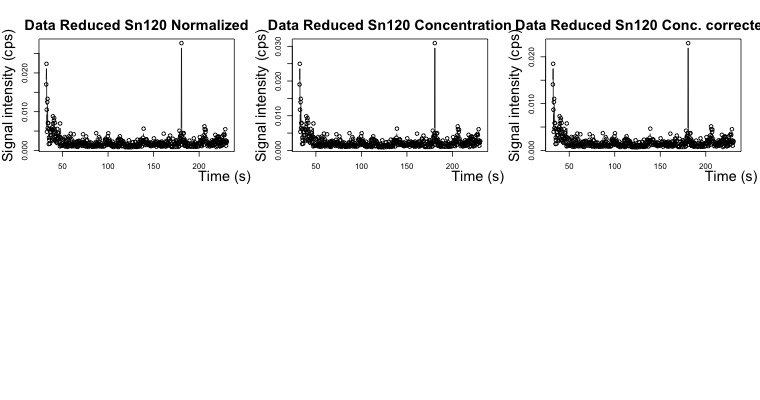 Data Reduced Sn120 Normalized
Signal intensity (cps)
0.000 0.010 0.020
50 100 150 200
Time (s)
Data Reduced Sn120 Concentration
Signal intensity (cps)
0.000 0.010 0.020 0.030
50 100 150 200
Time (s)
Data Reduced Sn120 Conc. correcte
Signal intensity (cps)
0.000 0.010 0.020
50 100 150 200
Time (s)